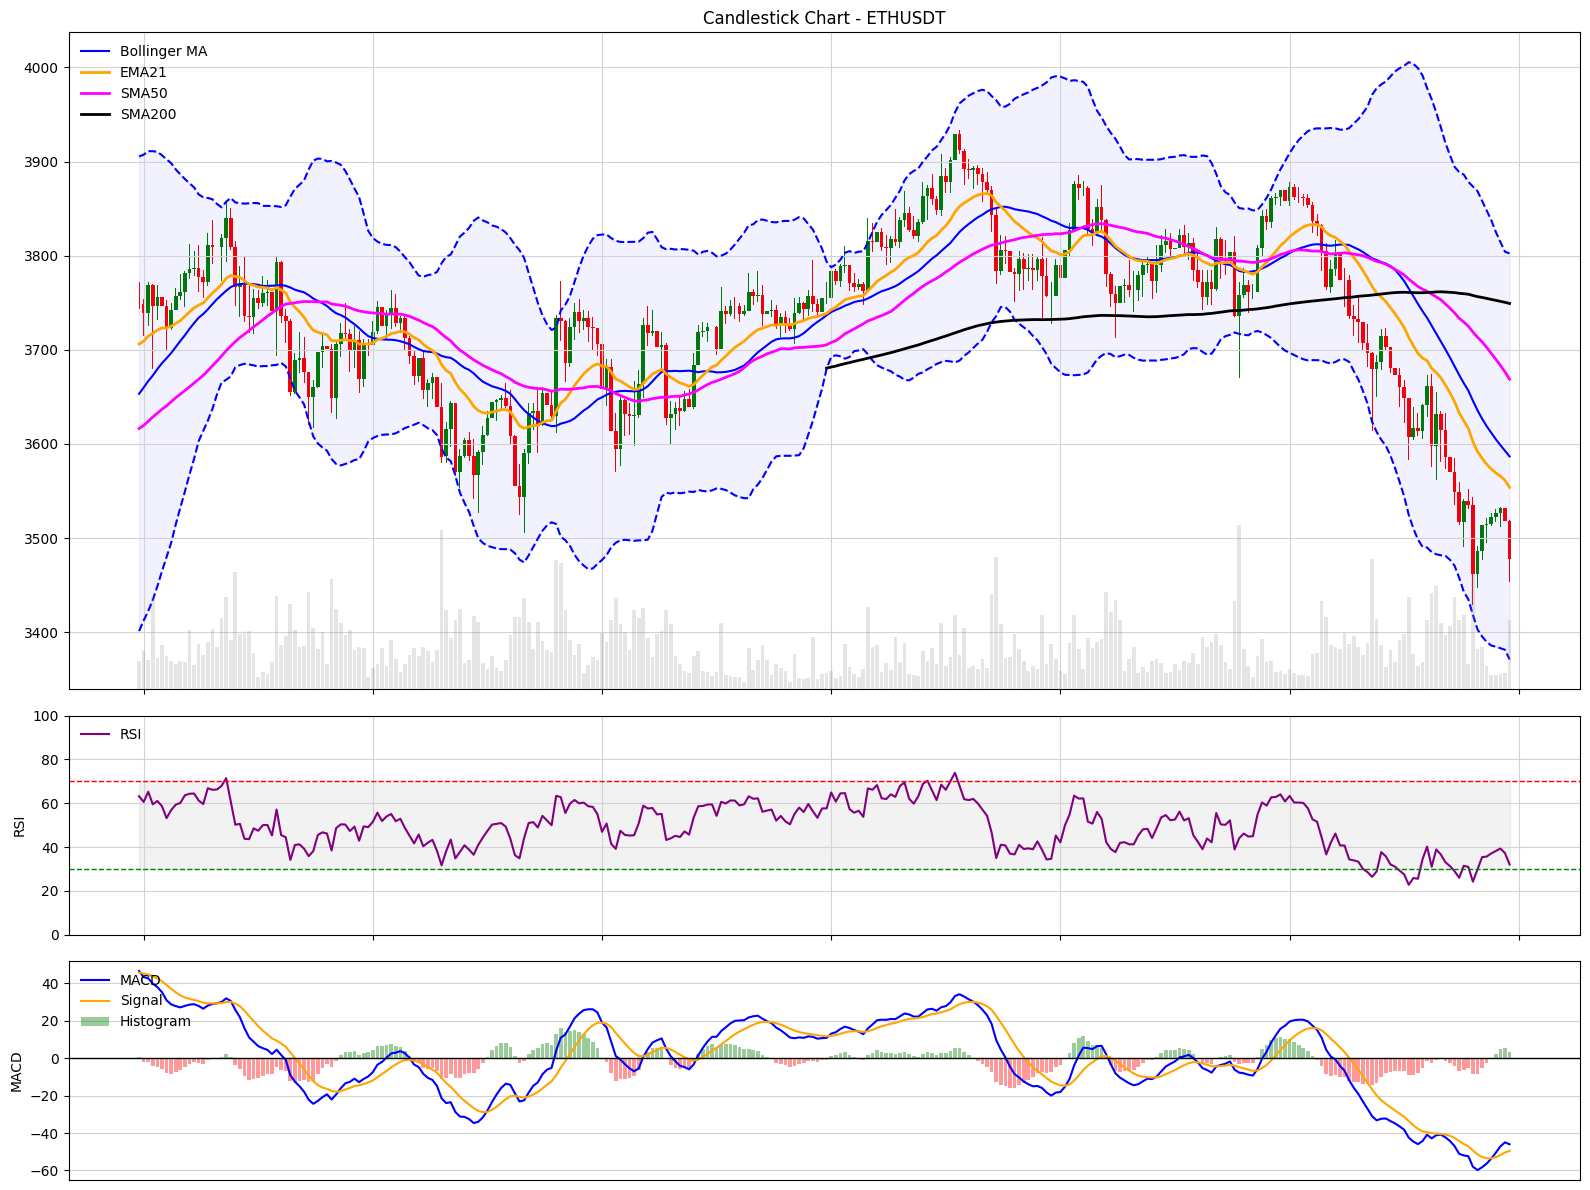 Candlestick Chart - ETHUSDT
Bollinger MA
EMA21
SMA50
SMA200
4000
3900
3800
3700
3600
3500
3400
RSI
100
80
60
40
20
0
RSI
MACD
Signal
Histogram
40
20
0
−20
−40
−60
MACD